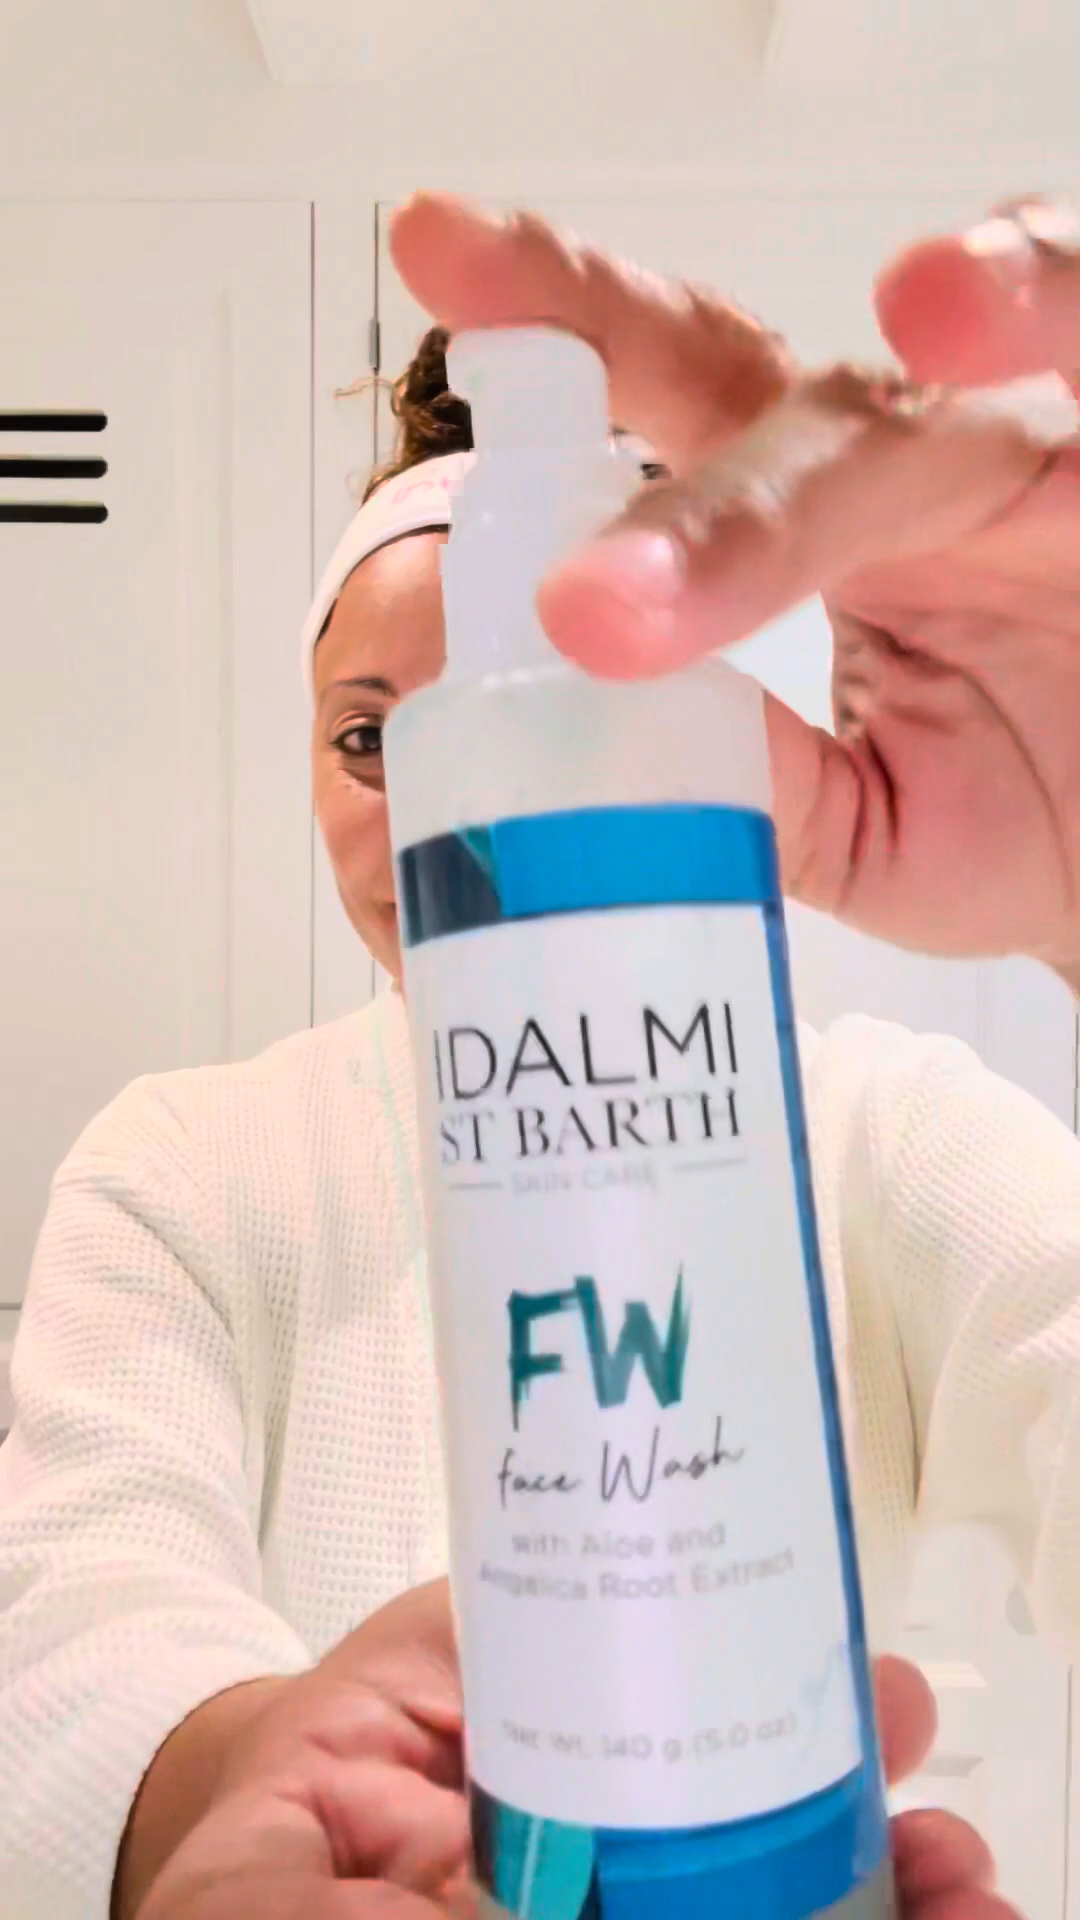 IDALMI
ST BARTH
SKIN CARE
FW
face Wash
with Aloe and
Angelica Root Extract
Net Wt. 140 g (5.0 oz)